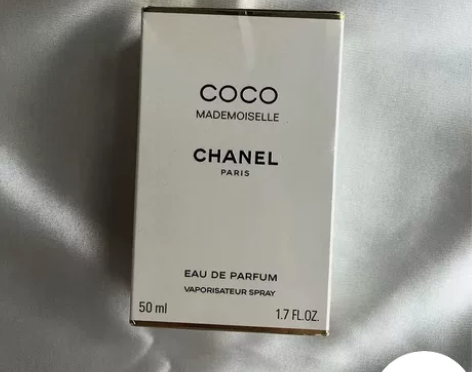 COCO
MADEMOISELLE
CHANEL
PARIS
EAU DE PARFUM
VAPORISATEUR SPRAY
50 ml 1.7 FL.OZ.